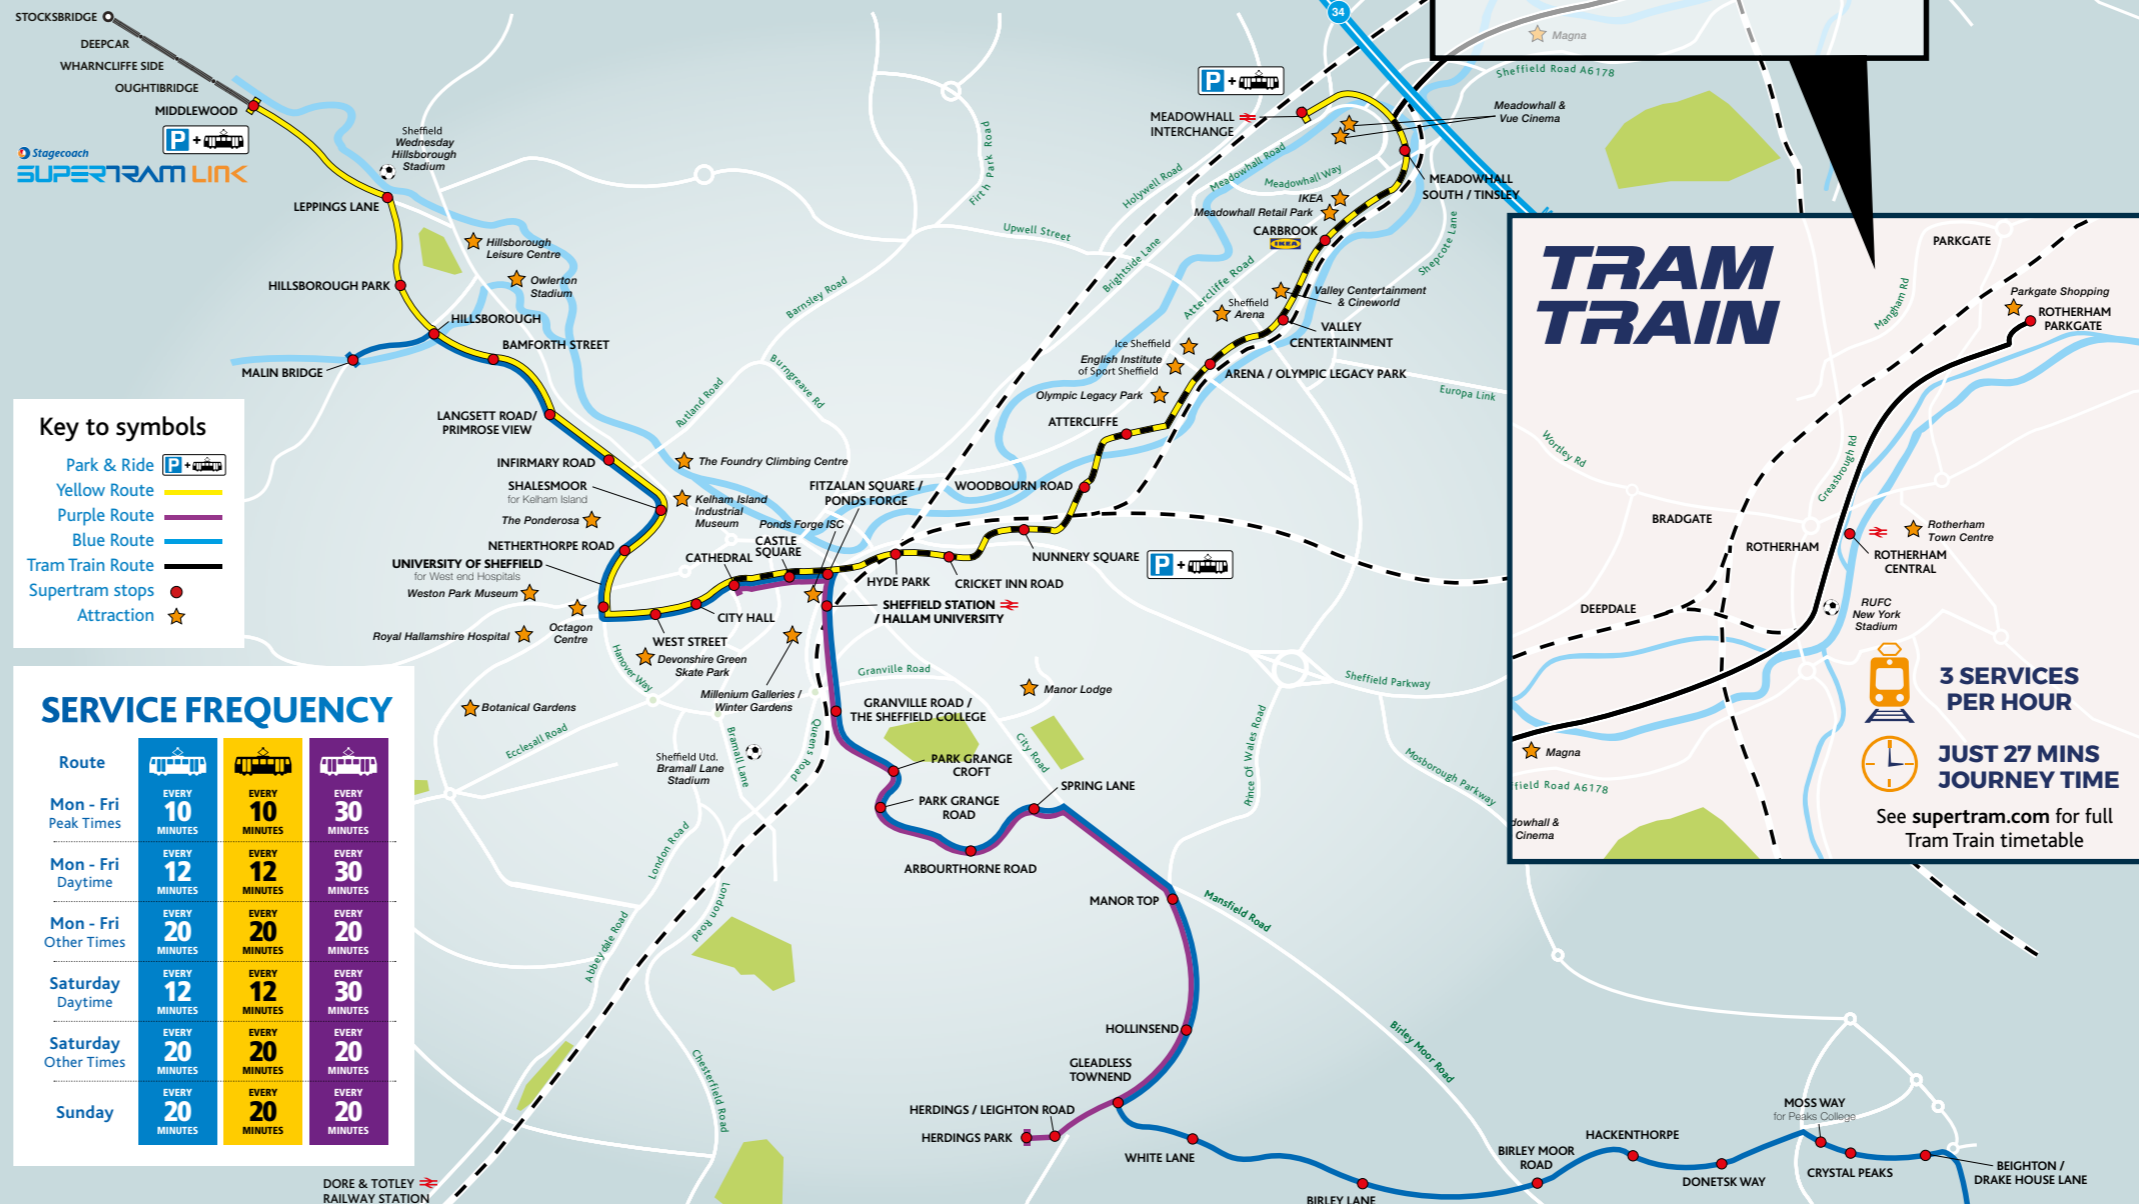 STOCKSBRIDGE
DEEPCAR
WHARNCLIFFE SIDE
OUGHTIBRIDGE
MIDDLEWOOD
P +
Stagecoach
SUPERTRAM LINK
Sheffield
Wednesday
Hillsborough
Stadium
LEPPINGS LANE
Hillsborough
Leisure Centre
Owlerton
Stadium
HILLSBOROUGH PARK
HILLSBOROUGH
BAMFORTH STREET
MALIN BRIDGE
LANGSETT ROAD/
PRIMROSE VIEW
INFIRMARY ROAD
SHALESMOOR
for Kelham Island
The Ponderosa
NETHERTHORPE ROAD
UNIVERSITY OF SHEFFIELD
for West end Hospitals
Weston Park Museum
Royal Hallamshire Hospital
Octagon
Centre
WEST STREET
Devonshire Green
Skate Park
CITY HALL
CATHEDRAL
CASTLE
SQUARE
Ponds Forge ISC
FITZALAN SQUARE /
PONDS FORGE
The Foundry Climbing Centre
Kelham Island
Industrial
Museum
Rutland Road
Burngreave Rd
Barnsley Road
Firth Park Road
Upwell Street
Holywell Road
Brightside Lane
Meadowhall Road
Meadowhall Way
Attercliffe Road
Shepcote Lane
Europa Link
34
P +
MEADOWHALL
INTERCHANGE
Meadowhall &
Vue Cinema
Sheffield Road A6178
Magna
MEADOWHALL
SOUTH / TINSLEY
IKEA
Meadowhall Retail Park
CARBROOK
IKEA
Valley Centertainment
& Cineworld
Sheffield
Arena
VALLEY
CENTERTAINMENT
Ice Sheffield
English Institute
of Sport Sheffield
ARENA / OLYMPIC LEGACY PARK
Olympic Legacy Park
ATTERCLIFFE
WOODBOURN ROAD
NUNNERY SQUARE
P +
CRICKET INN ROAD
HYDE PARK
SHEFFIELD STATION
/ HALLAM UNIVERSITY
Millenium Galleries /
Winter Gardens
Hanover Way
Botanical Gardens
Ecclesall Road
Sheffield Utd.
Bramall Lane
Stadium
Bramall Lane
Queens Road
Granville Road
GRANVILLE ROAD /
THE SHEFFIELD COLLEGE
Manor Lodge
City Road
Sheffield Parkway
Prince Of Wales Road
Mosborough Parkway
PARK GRANGE
CROFT
PARK GRANGE
ROAD
SPRING LANE
ARBOURTHORNE ROAD
MANOR TOP
Mansfield Road
London Road
London Road
Abbeydale Road
Chesterfield Road
HOLLINSEND
Birley Moor Road
GLEADLESS
TOWNEND
HERDINGS / LEIGHTON ROAD
HERDINGS PARK
WHITE LANE
BIRLEY LANE
BIRLEY MOOR
ROAD
HACKENTHORPE
DONETSK WAY
MOSS WAY
for Peaks College
CRYSTAL PEAKS
BEIGHTON /
DRAKE HOUSE LANE
DORE & TOTLEY
RAILWAY STATION
Key to symbols
Park & Ride P +
Yellow Route
Purple Route
Blue Route
Tram Train Route
Supertram stops
Attraction
SERVICE FREQUENCY
Route
Mon - Fri
Peak Times
EVERY 10 MINUTES
EVERY 10 MINUTES
EVERY 30 MINUTES
Mon - Fri
Daytime
EVERY 12 MINUTES
EVERY 12 MINUTES
EVERY 30 MINUTES
Mon - Fri
Other Times
EVERY 20 MINUTES
EVERY 20 MINUTES
EVERY 20 MINUTES
Saturday
Daytime
EVERY 12 MINUTES
EVERY 12 MINUTES
EVERY 30 MINUTES
Saturday
Other Times
EVERY 20 MINUTES
EVERY 20 MINUTES
EVERY 20 MINUTES
Sunday
EVERY 20 MINUTES
EVERY 20 MINUTES
EVERY 20 MINUTES
TRAM
TRAIN
PARKGATE
Mangham Rd
Parkgate Shopping
ROTHERHAM
PARKGATE
Wortley Rd
Greasbrough Rd
BRADGATE
ROTHERHAM
Rotherham
Town Centre
ROTHERHAM
CENTRAL
DEEPDALE
RUFC
New York
Stadium
3 SERVICES
PER HOUR
JUST 27 MINS
JOURNEY TIME
See supertram.com for full
Tram Train timetable
Magna
ffield Road A6178
dowhall &
Cinema